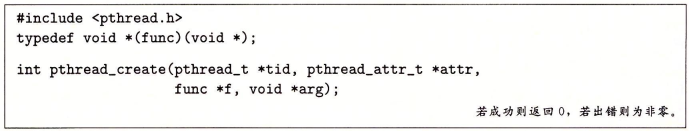 #include <pthread.h>
typedef void *(func)(void *);
int pthread_create(pthread_t *tid, pthread_attr_t *attr,
func *f, void *arg);
若成功则返回 0，若出错则为非零。